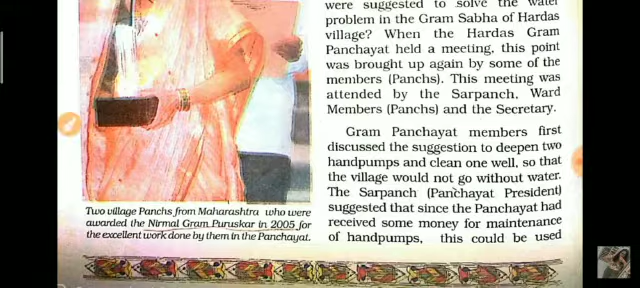 were suggested to solve the water
problem in the Gram Sabha of Hardas
village? When the Hardas Gram
Panchayat held a meeting, this point
was brought up again by some of the
members (Panchs). This meeting was
attended by the Sarpanch, Ward
Members (Panchs) and the Secretary.
Gram Panchayat members first
discussed the suggestion to deepen two
handpumps and clean one well, so that
the village would not go without water.
The Sarpanch (Panchayat President)
suggested that since the Panchayat had
received some money for maintenance
of handpumps, this could be used
Two village Panchs from Maharashtra who were
awarded the Nirmal Gram Puruskar in 2005 for
the excellent work done by them in the Panchayat.